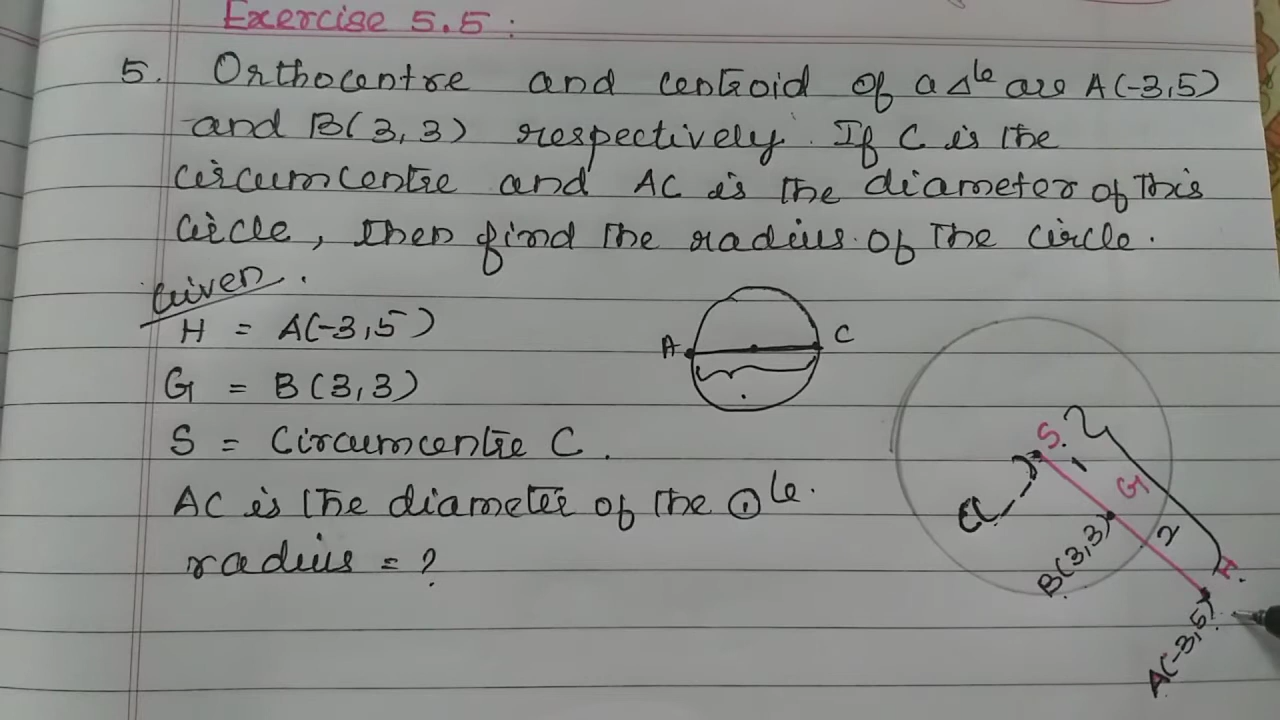 Exercise 5.5 :
5. Orthocentre and centroid of a Δle are A(-3,5)
and B(3,3) respectively. If C is the
circumcentre and AC is the diameter of this
circle, then find the radius of the circle.
Given.
H = A(-3,5)
G = B(3,3)
S = Circumcentre C.
AC is the diameter of the ⊙le.
radius = ?
A C
S.
1
G
2
H.
B(3,3)
A(-3,5)